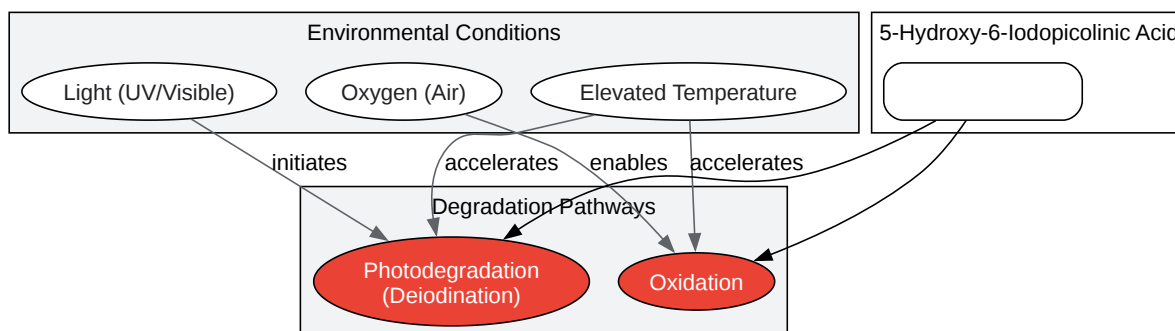 Environmental Conditions
5-Hydroxy-6-Iodopicolinic Acid
Light (UV/Visible)
Oxygen (Air)
Elevated Temperature
initiates
accelerates
enables
accelerates
Degradation Pathways
Photodegradation
(Deiodination)
Oxidation